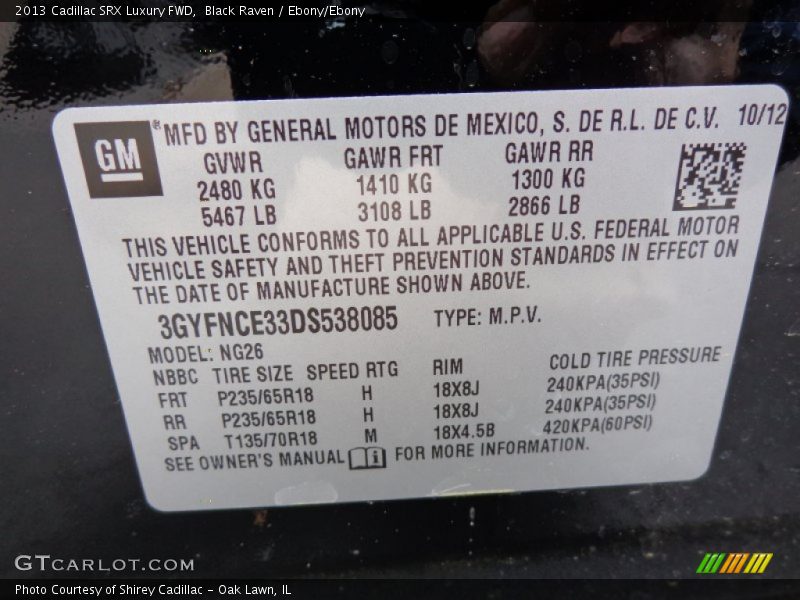 2013 Cadillac SRX Luxury FWD, Black Raven / Ebony/Ebony
GM® MFD BY GENERAL MOTORS DE MEXICO, S. DE R.L. DE C.V. 10/12
GVWR GAWR FRT GAWR RR
2480 KG 1410 KG 1300 KG
5467 LB 3108 LB 2866 LB
THIS VEHICLE CONFORMS TO ALL APPLICABLE U.S. FEDERAL MOTOR
VEHICLE SAFETY AND THEFT PREVENTION STANDARDS IN EFFECT ON
THE DATE OF MANUFACTURE SHOWN ABOVE.
3GYFNCE33DS538085 TYPE: M.P.V.
MODEL: NG26
NBBC TIRE SIZE SPEED RTG RIM COLD TIRE PRESSURE
FRT P235/65R18 H 18X8J 240KPA(35PSI)
RR P235/65R18 H 18X8J 240KPA(35PSI)
SPA T135/70R18 M 18X4.5B 420KPA(60PSI)
SEE OWNER'S MANUAL FOR MORE INFORMATION.
GTCARLOT.COM
Photo Courtesy of Shirey Cadillac - Oak Lawn, IL